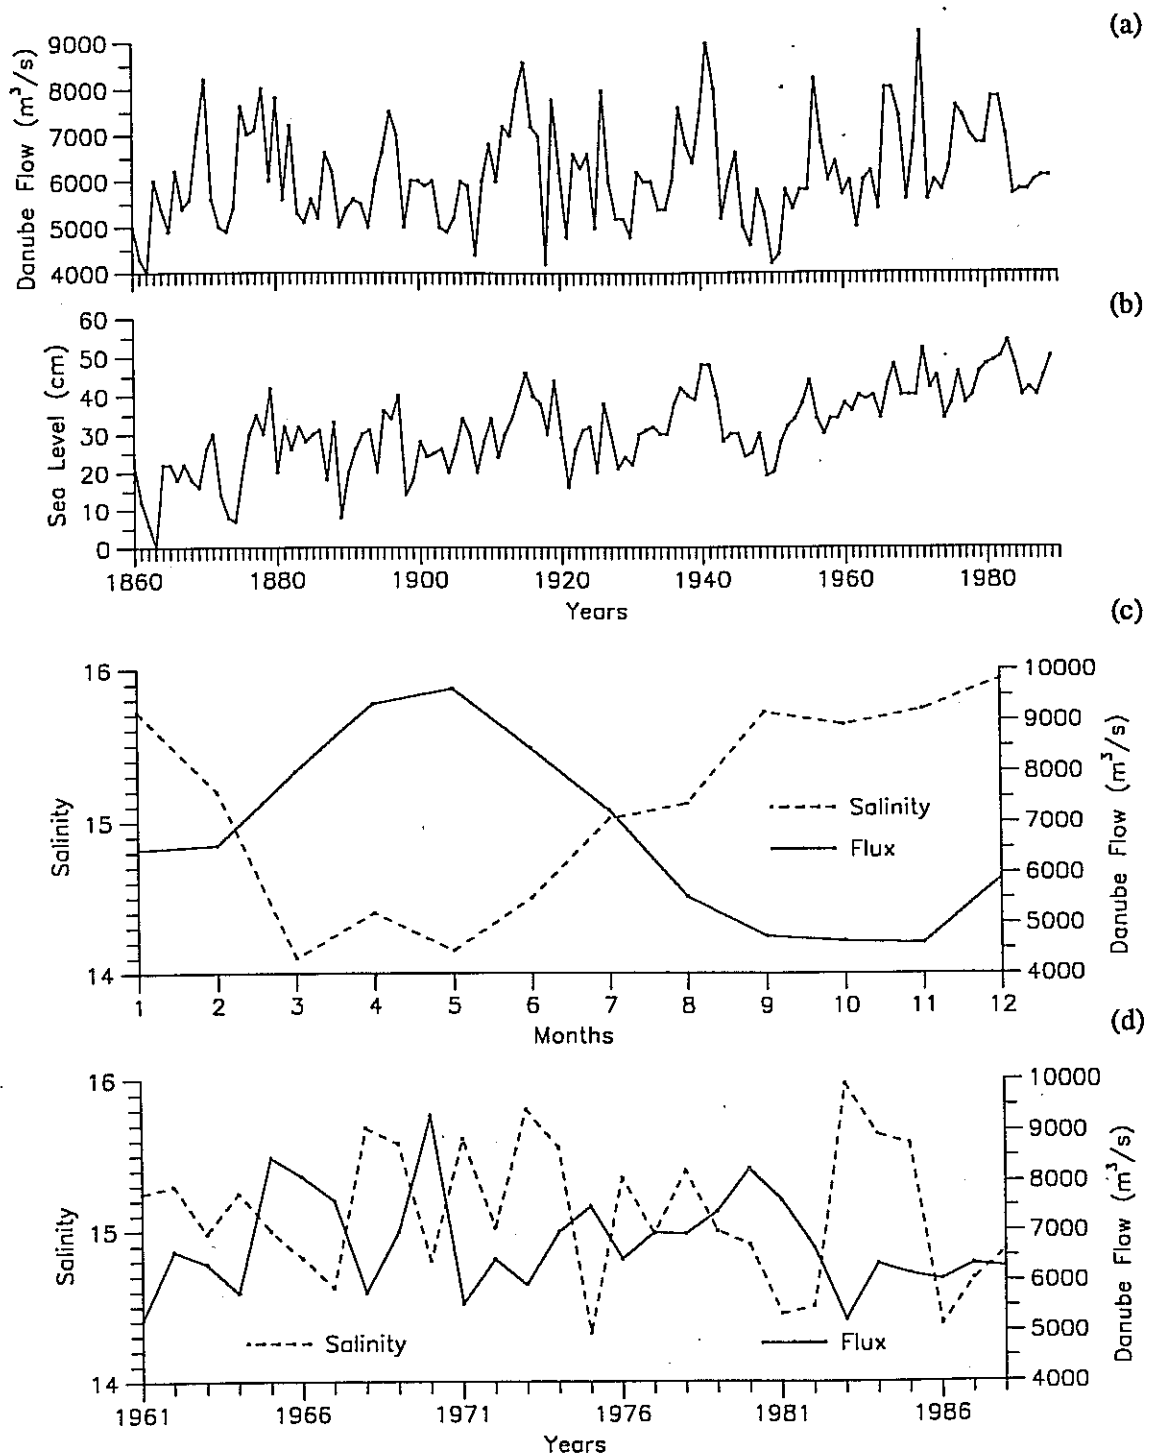 (a)
Danube Flow (m³/s)
9000
8000
7000
6000
5000
4000
(b)
Sea Level (cm)
60
50
40
30
20
10
0
1860 1880 1900 1920 1940 1960 1980
Years
(c)
Salinity
16
15
14
Danube Flow (m³/s)
10000
9000
8000
7000
6000
5000
4000
Salinity
Flux
1 2 3 4 5 6 7 8 9 10 11 12
Months
(d)
Salinity
16
15
14
Danube Flow (m³/s)
10000
9000
8000
7000
6000
5000
4000
Salinity
Flux
1961 1966 1971 1976 1981 1986
Years